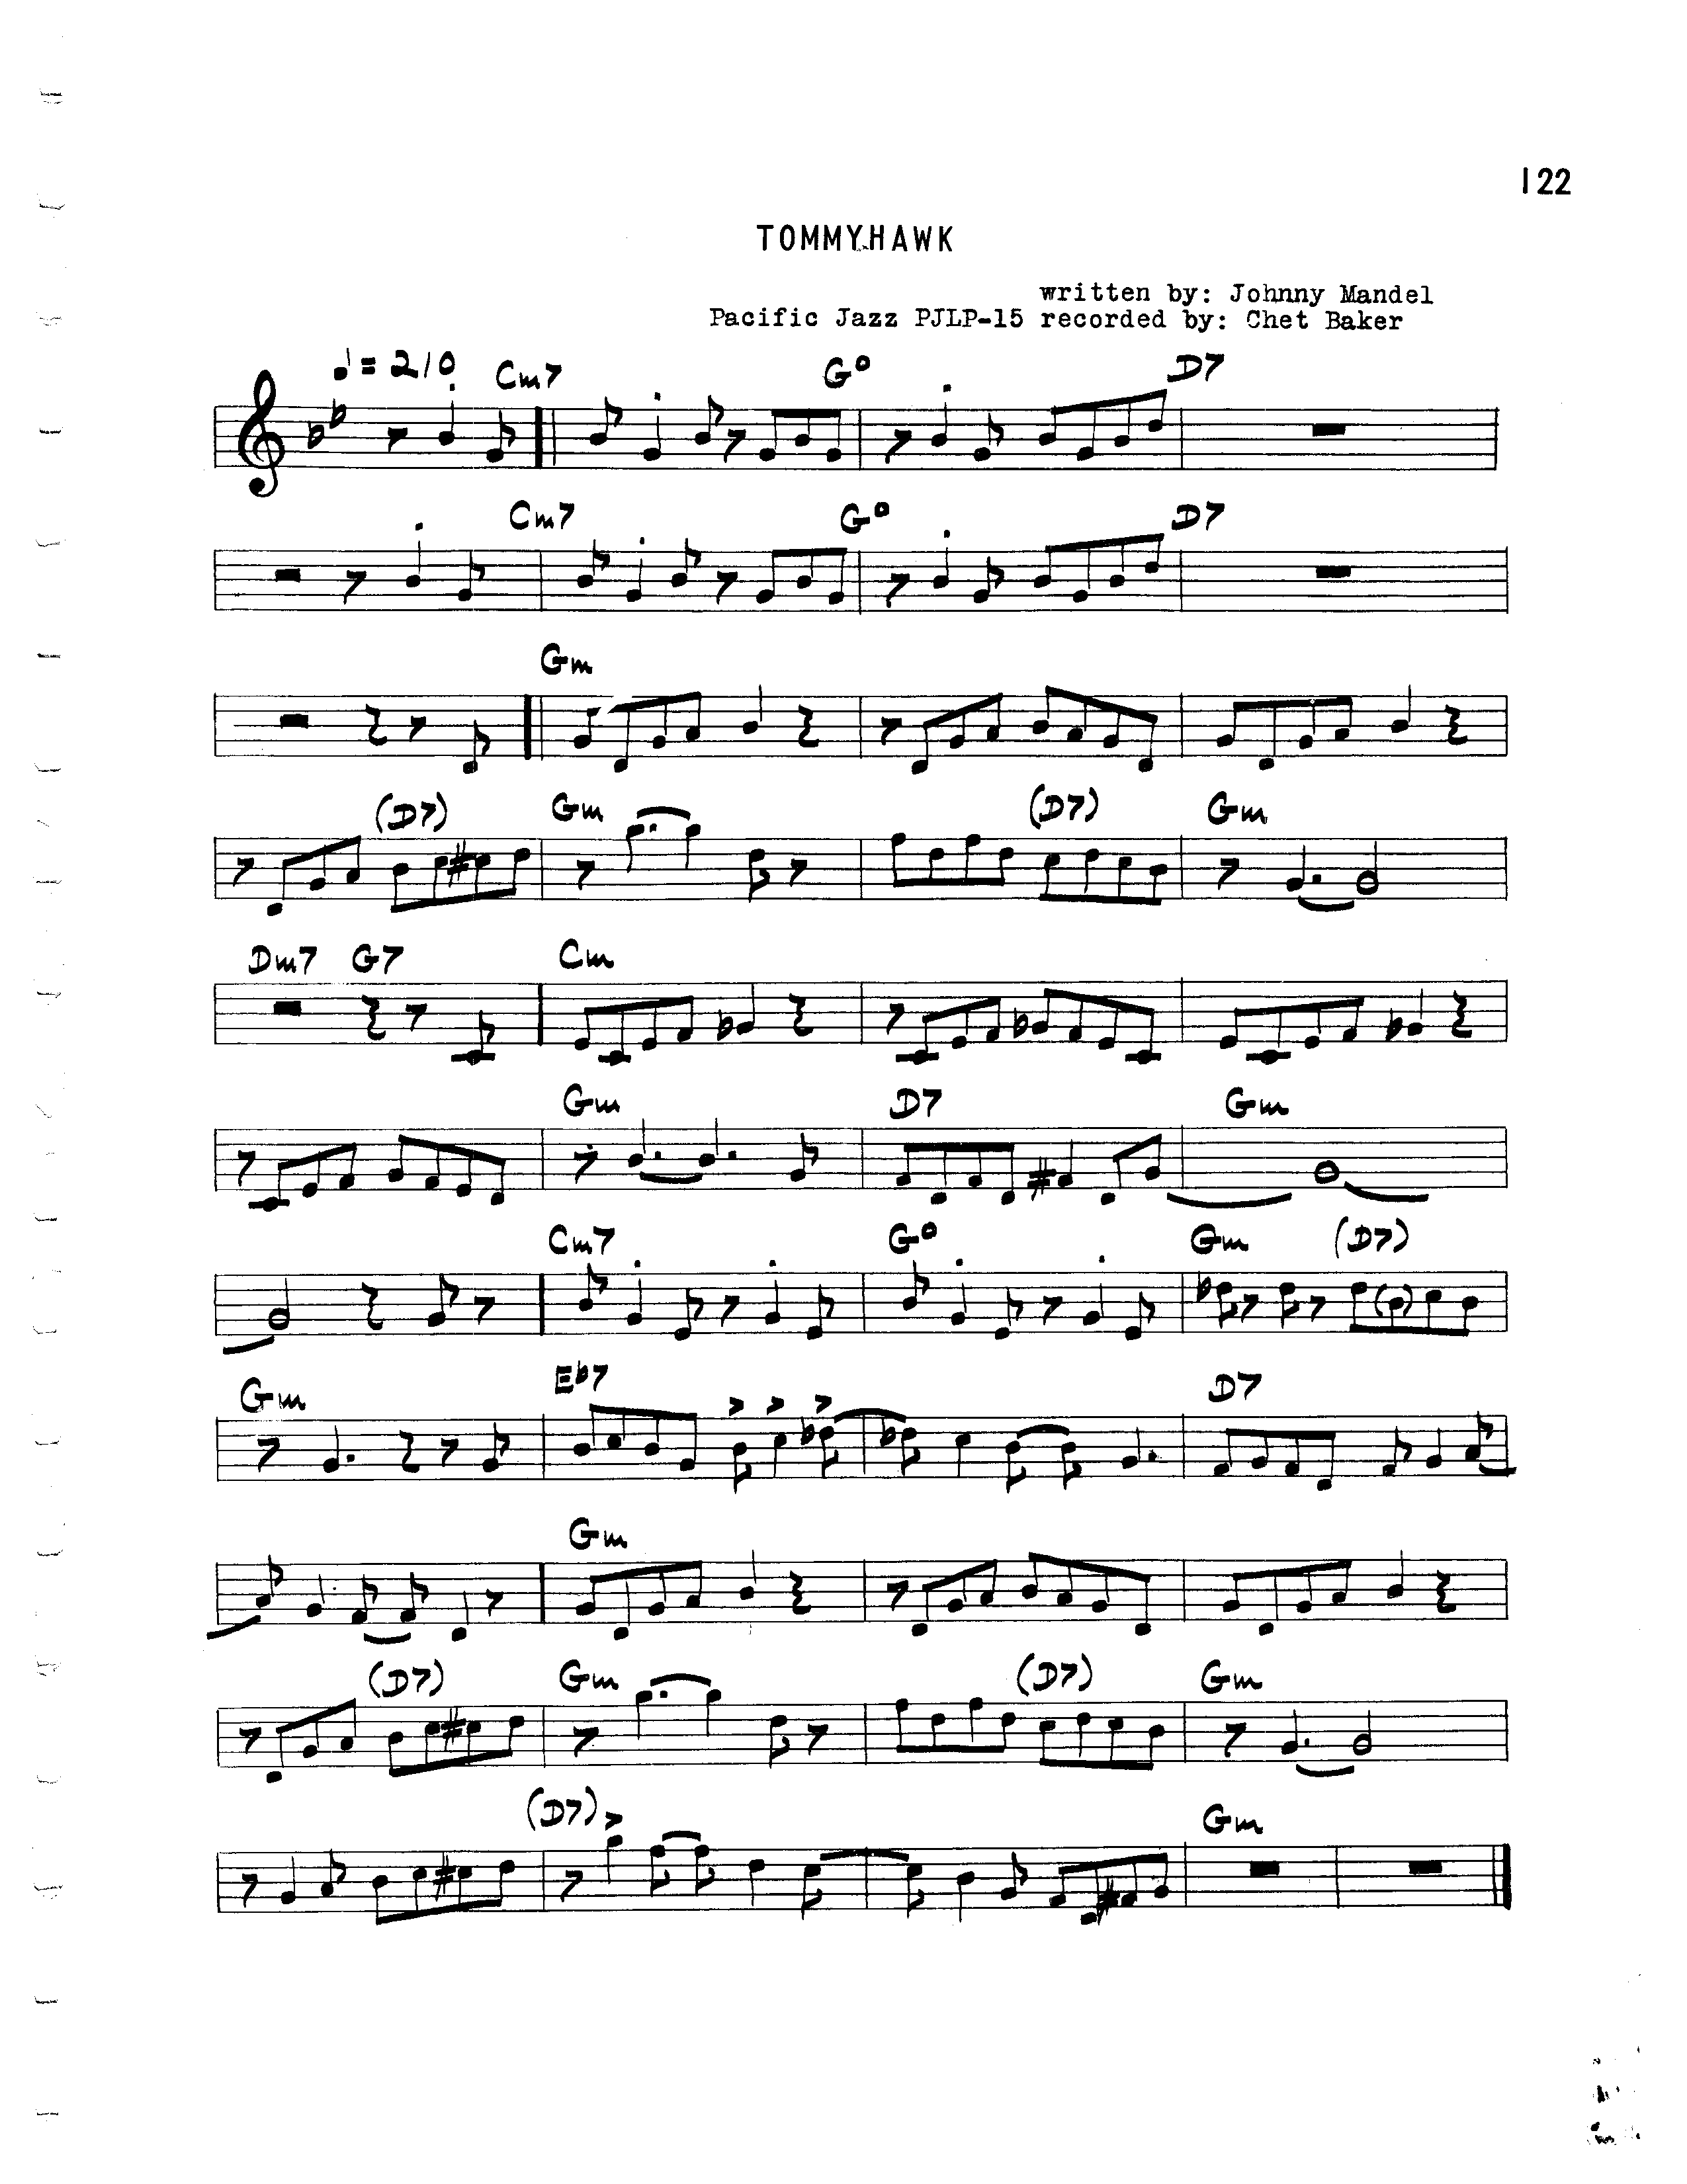 122
TOMMYHAWK
written by: Johnny Mandel
Pacific Jazz PJLP-15 recorded by: Chet Baker
♩ = 210 Cm7 G° D7
Cm7 G° D7
Gm
(D7) Gm (D7) Gm
Dm7 G7 Cm
Gm D7 Gm
Cm7 G° Gm (D7)
Gm Eb7 D7
Gm
(D7) Gm (D7) Gm
(D7) Gm